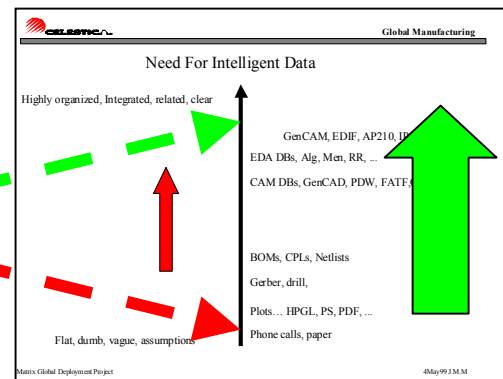 CELESTICA
Global Manufacturing
Need For Intelligent Data
Highly organized, Integrated, related, clear
GenCAM, EDIF, AP210,
EDA DBs, Alg, Men, RR, ...
CAM DBs, GenCAD, PDW, FATF,
BOMs, CPLs, Netlists
Gerber, drill,
Plots… HPGL, PS, PDF, ...
Phone calls, paper
Flat, dumb, vague, assumptions
Matrix Global Deployment Project
4May99 J.M.M